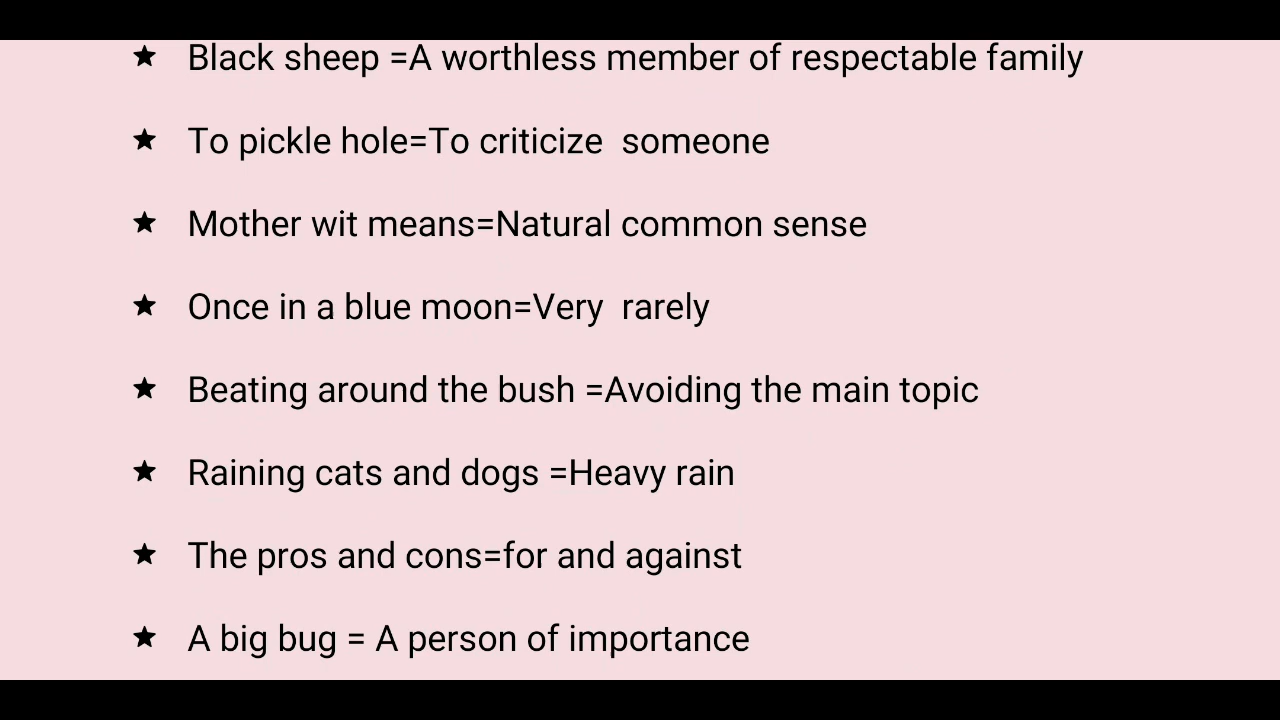 ★ Black sheep =A worthless member of respectable family
★ To pickle hole=To criticize  someone
★ Mother wit means=Natural common sense
★ Once in a blue moon=Very  rarely
★ Beating around the bush =Avoiding the main topic
★ Raining cats and dogs =Heavy rain
★ The pros and cons=for and against
★ A big bug = A person of importance